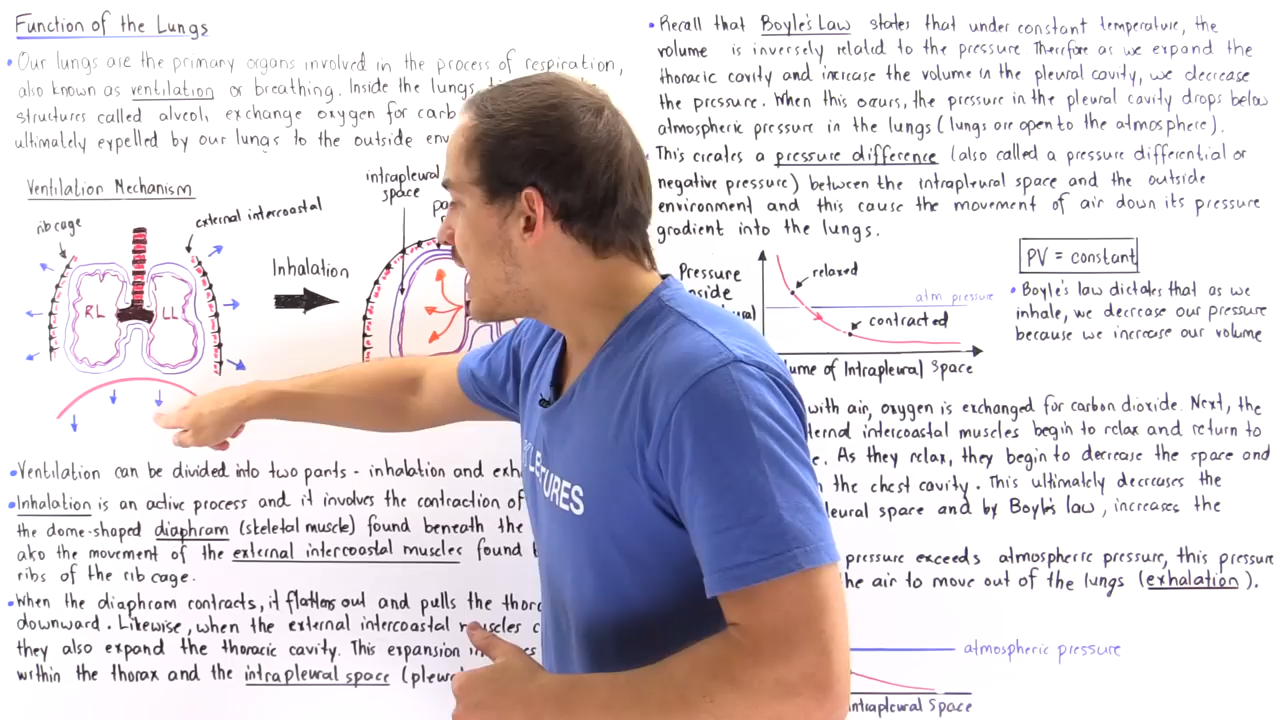 Function of the Lungs
• Our lungs are the primary organs involved in the process of respiration,
also known as ventilation or breathing. Inside the lungs,
structures called alveoli exchange oxygen for
ultimately expelled by our lungs to the outside
Ventilation Mechanism
rib cage
external intercoastal
RL
LL
Inhalation
intrapleural
space
• Ventilation can be divided into two parts - inhalation and
• Inhalation is an active process and it involves the contraction of
the dome-shaped diaphram (skeletal muscle) found beneath the
ako the movement of the external intercoastal muscles found
ribs of the rib cage.
• When the diaphram contracts, it flattens out and pulls the
downward. Likewise, when the external intercoastal muscles
they also expand the thoracic cavity. This expansion
within the thorax and the intrapleural space
• Recall that Boyle's Law states that under constant temperature, the
volume is inversely related to the pressure Therefore as we expand the
thoracic cavity and increase the volume in the pleural cavity, we decrease
the pressure. When this occurs, the pressure in the pleural cavity drops below
atmospheric pressure in the lungs (lungs are open to the atmosphere).
• This creates a pressure difference (also called a pressure differential or
negative pressure) between the intrapleural space and the outside
environment and this cause the movement of air down its pressure
gradient into the lungs.
Pressure
relaxed
atm pressure
contracted
of Intrapleural Space
PV = constant
• Boyle's law dictates that as we
inhale, we decrease our pressure
because we increase our volume
with air, oxygen is exchanged for carbon dioxide. Next, the
intercoastal muscles begin to relax and return to
As they relax, they begin to decrease the space and
the chest cavity. This ultimately decreases the
space and by Boyle's law, increases the
pressure exceeds atmospheric pressure, this pressure
the air to move out of the lungs (exhalation).
atmospheric pressure
Intrapleural Space
LECTURES